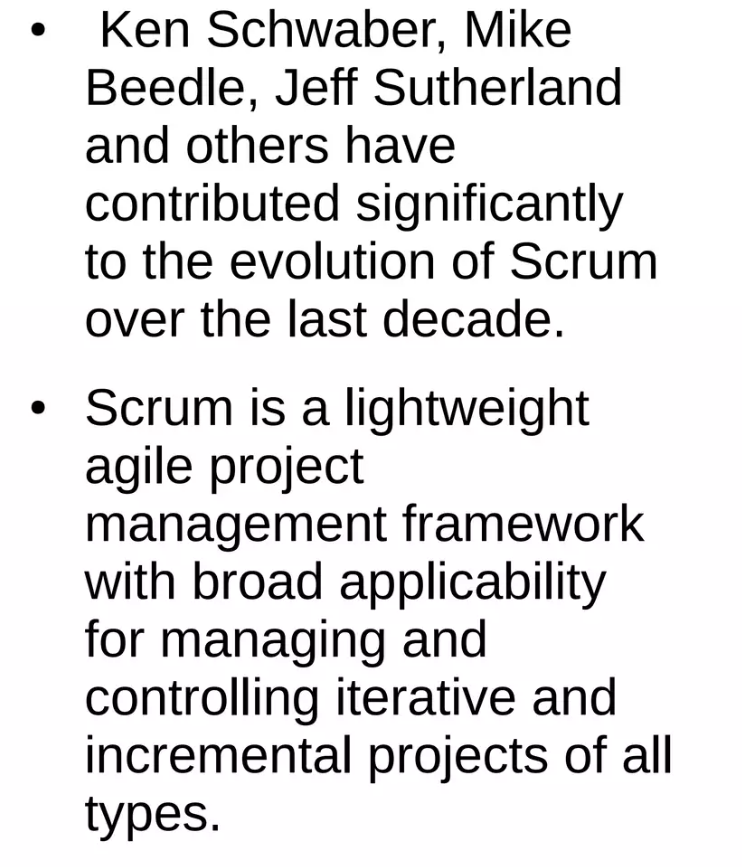 • Ken Schwaber, Mike
Beedle, Jeff Sutherland
and others have
contributed significantly
to the evolution of Scrum
over the last decade.
• Scrum is a lightweight
agile project
management framework
with broad applicability
for managing and
controlling iterative and
incremental projects of all
types.